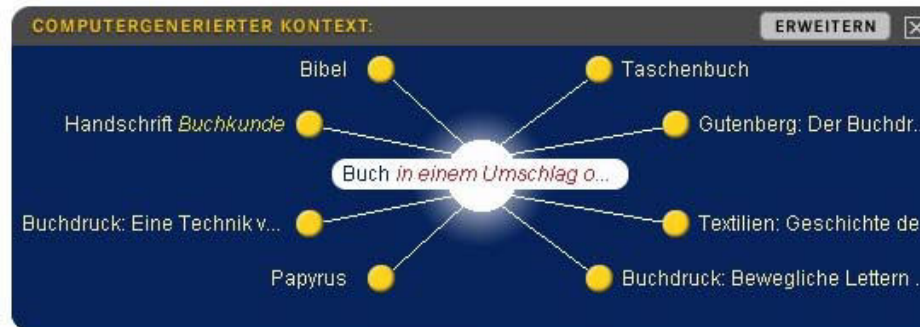 COMPUTERGENERIERTER KONTEXT:
ERWEITERN
Bibel
Taschenbuch
Handschrift Buchkunde
Gutenberg: Der Buchdr...
Buch in einem Umschlag o...
Buchdruck: Eine Technik v...
Textilien: Geschichte de
Papyrus
Buchdruck: Bewegliche Lettern .